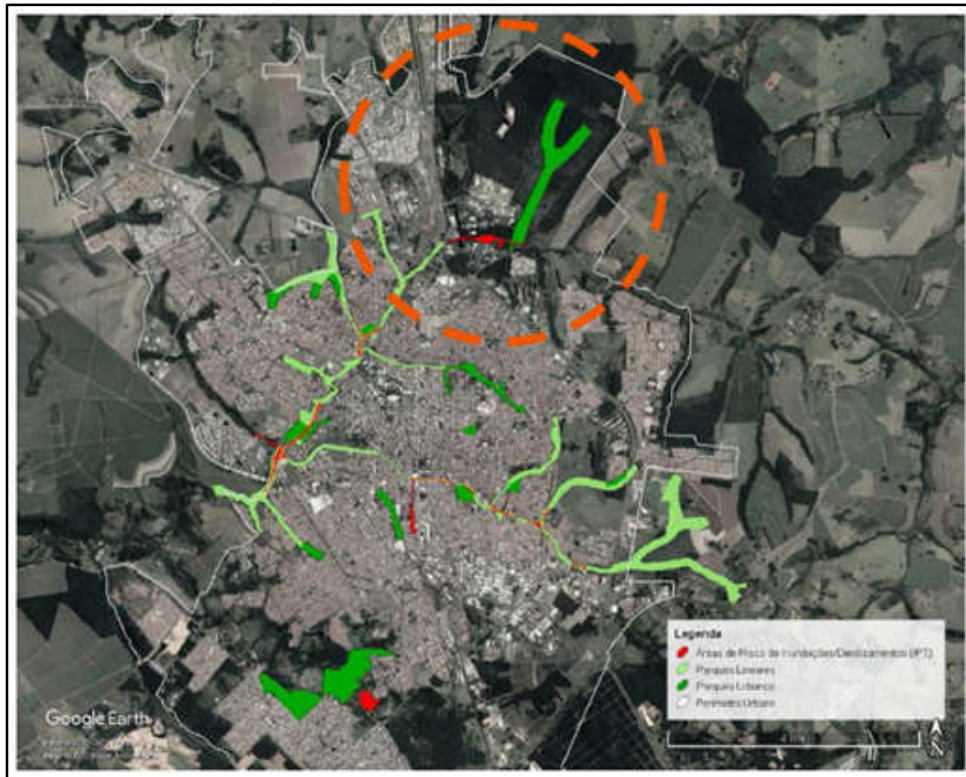 Legenda
Áreas de Risco de Inundações/Deslizamentos (IPT)
Parques Lineares
Parques Urbanos
Perímetro Urbano
Google Earth